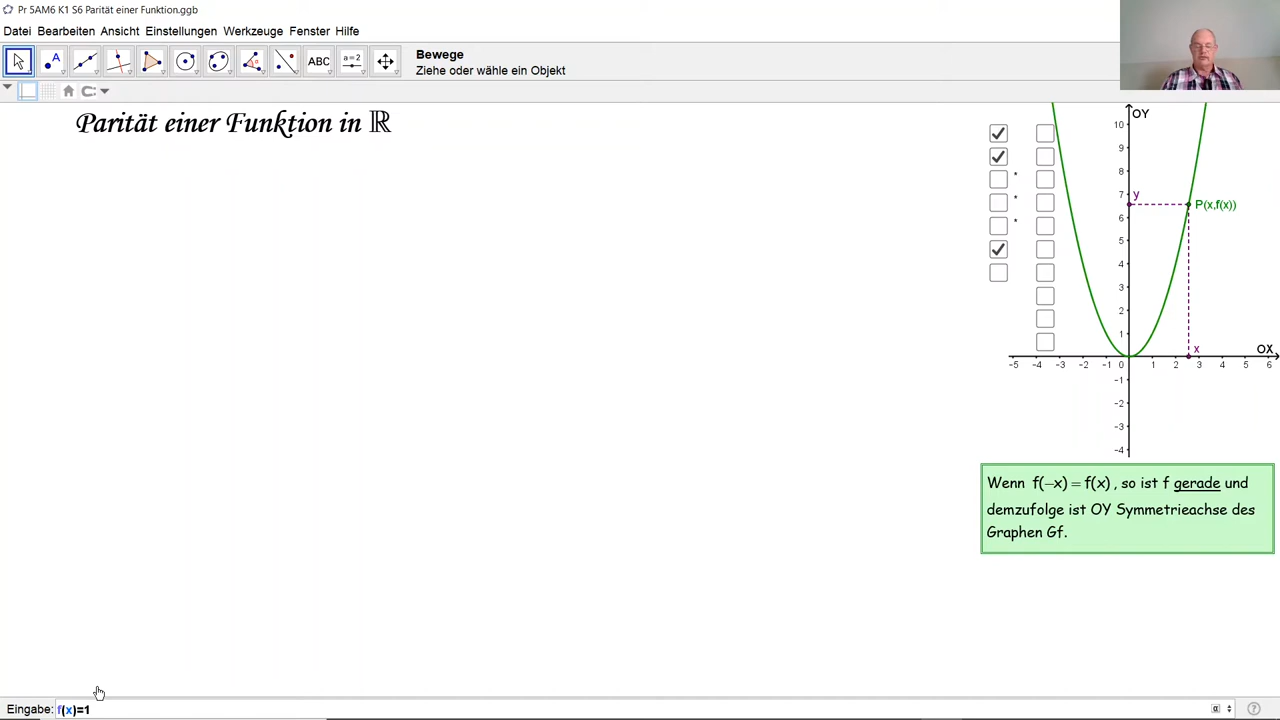 Pr 5AM6 K1 S6 Parität einer Funktion.ggb
Datei Bearbeiten Ansicht Einstellungen Werkzeuge Fenster Hilfe
A ABC a=2
Bewege
Ziehe oder wähle ein Objekt
Parität einer Funktion in ℝ
OY
10
9
8
7
6
5
4
3
2
1
y
P(x,f(x))
*
*
*
x
OX
-5 -4 -3 -2 -1 0 1 2 3 4 5 6
-1
-2
-3
-4
Wenn f(−x) = f(x) , so ist f gerade und
demzufolge ist OY Symmetrieachse des
Graphen Gf.
Eingabe: f(x)=1
α
?